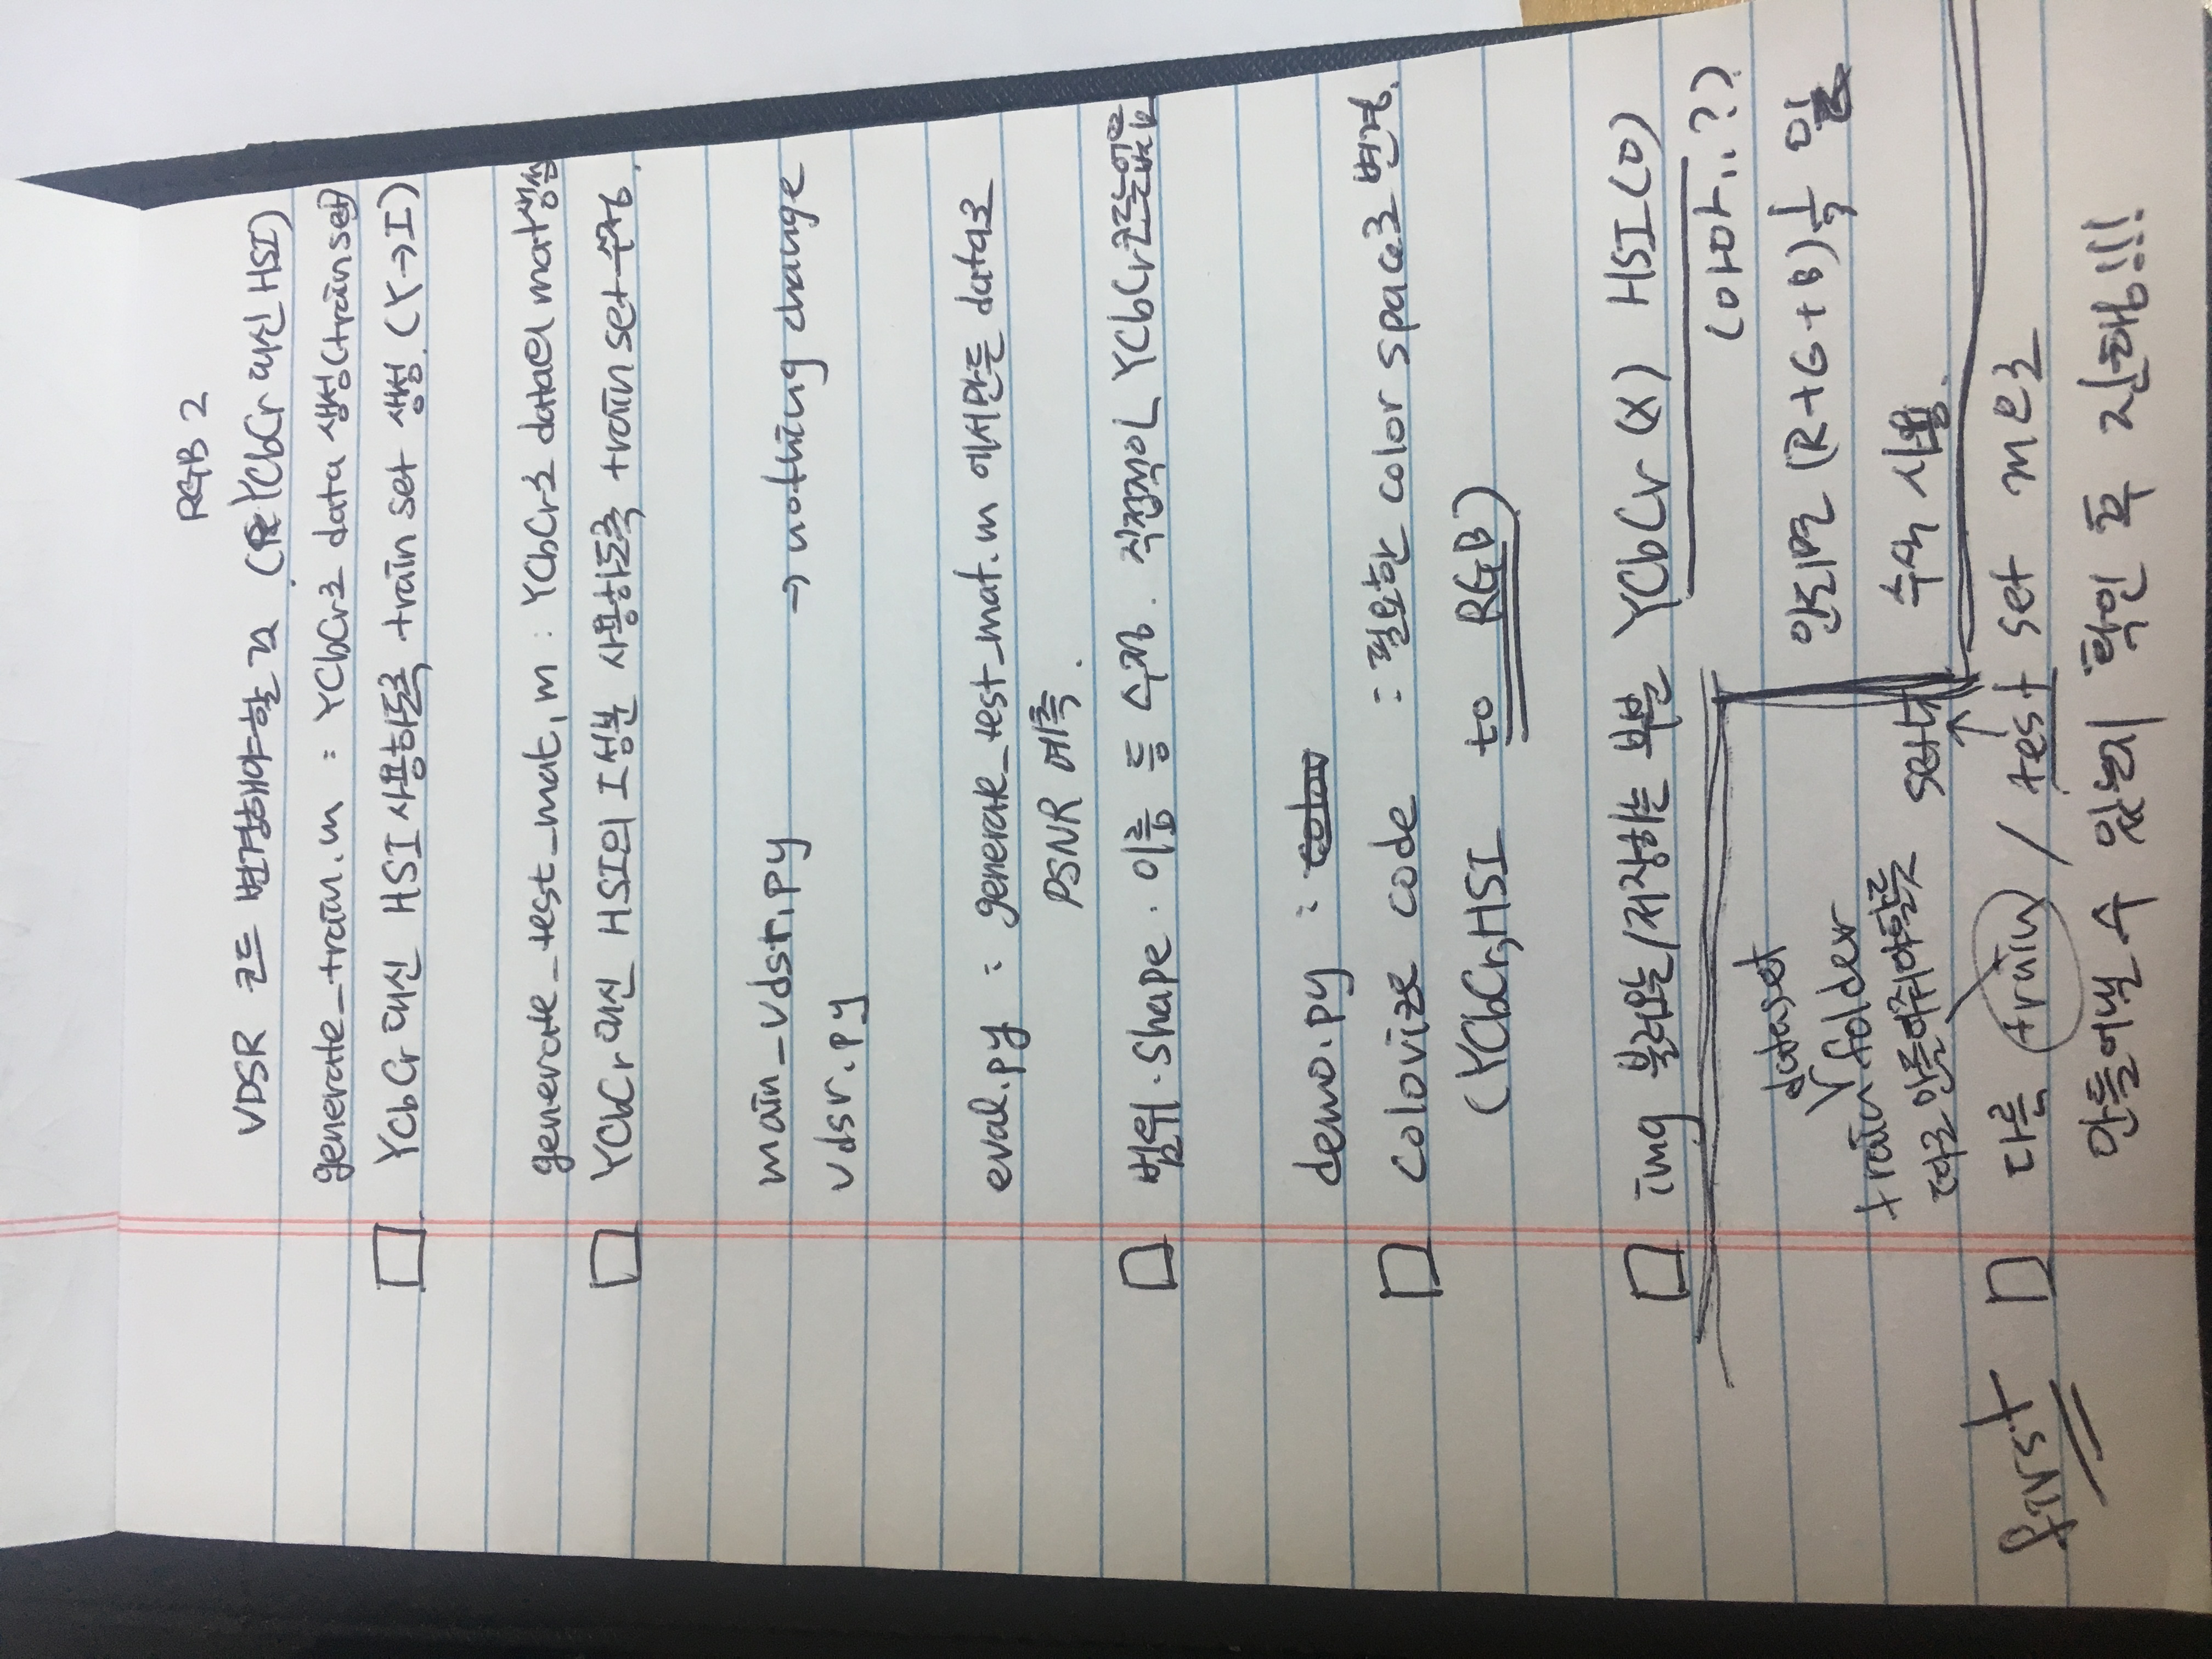 RGB 2
VDSR 코드 변경해야할 것 (YCbCr 대신 HSI)
generate_train.m : YCbCr로 data 생성(train set)
YCbCr 대신 HSI 사용하도록 train set 생성. (Y→I)
generate_test_mat.m : YCbCr로 data의 mat생성
YCbCr 대신 HSI의 I성분 사용하도록 train set 수정.
main_vdsr.py → nothing change
vdsr.py
eval.py : generate_test_mat.m 에서만든 data로
PSNR 예측.
범위·shape·이름 등 수정. 직접적인 YCbCr코드는없음
demo.py :
colorize code : 필요한 color space로 변경.
(YCbCr,HSI to RGB)
img 불러오는/저장하는 부분 YCbCr (X) HSI(O)
(아마..??)
안되면 (R+G+B)⅓
수식 사용.
dataset
train folder
따로 만들어줘야할듯
first 다른 train / test set m으로
만들어낼 수 있는지 확인 후 진행!!!